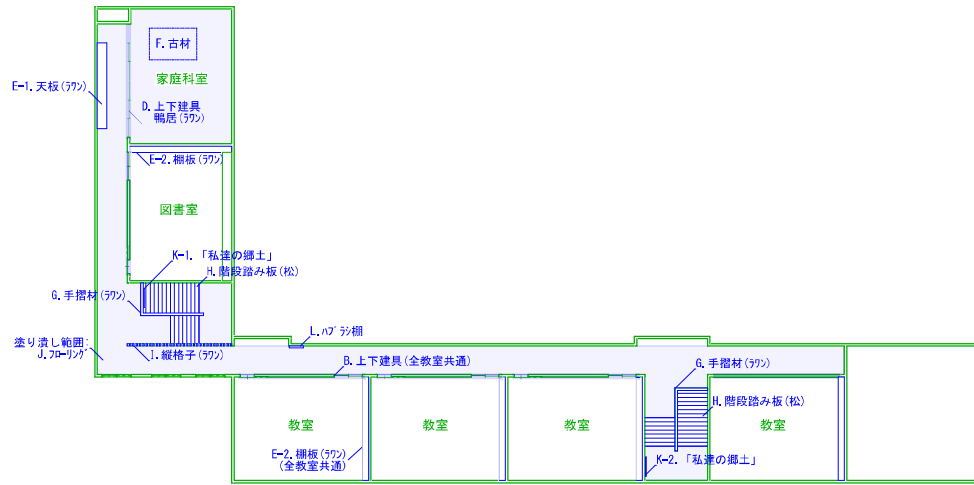 F.古材
家庭科室
E-1.天板(ﾗﾜﾝ)
D.上下建具
鴨居(ﾗﾜﾝ)
E-2.棚板(ﾗﾜﾝ)
図書室
K-1.「私達の郷土」
H.階段踏み板(松)
G.手摺材(ﾗﾜﾝ)
L.ﾊﾌﾞﾗｼ棚
塗り潰し範囲:
J.ﾌﾛｰﾘﾝｸﾞ
I.縦格子(ﾗﾜﾝ)
B.上下建具(全教室共通)
G.手摺材(ﾗﾜﾝ)
H.階段踏み板(松)
教室
教室
教室
教室
E-2.棚板(ﾗﾜﾝ)
(全教室共通)
K-2.「私達の郷土」